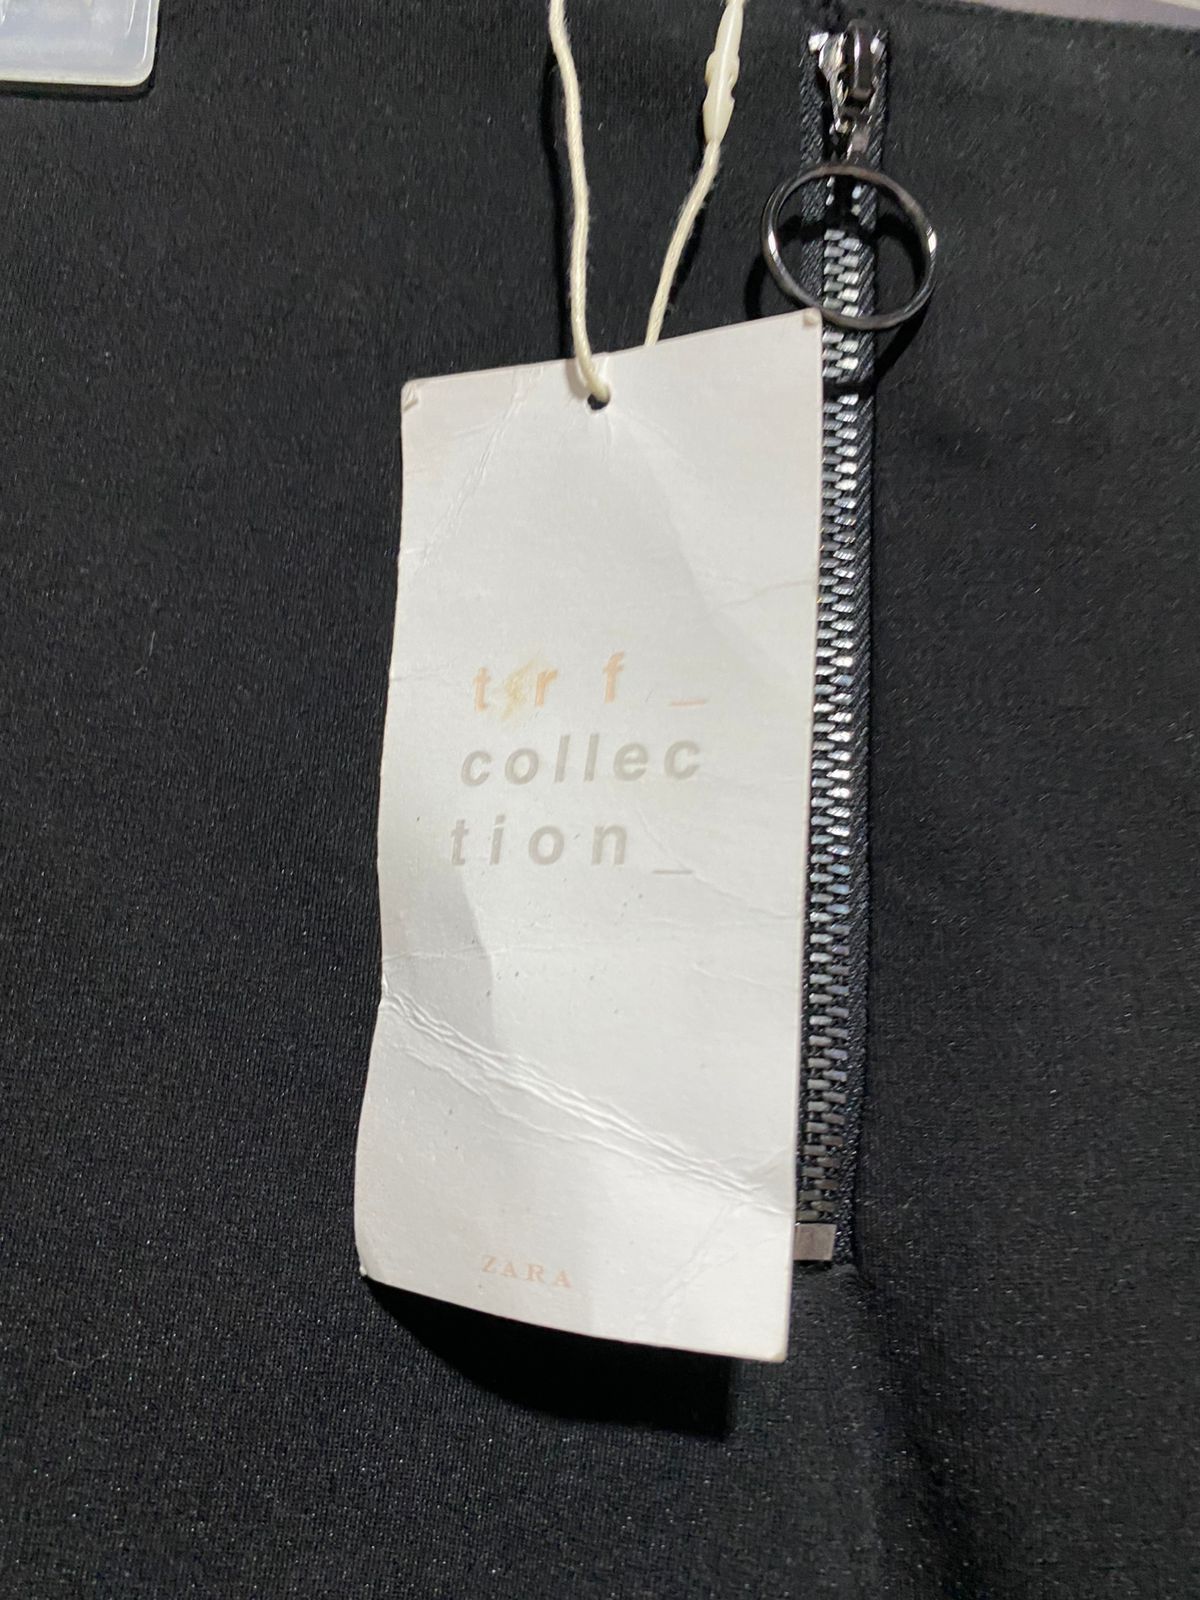 trf_
collec
tion_
ZARA